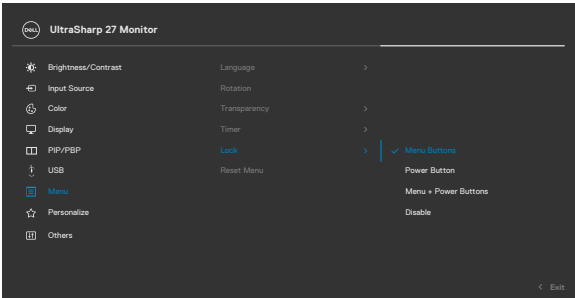 DELL UltraSharp 27 Monitor
Brightness/Contrast Language >
Input Source Rotation
Color Transparency >
Display Timer >
PIP/PBP Lock > ✓ Menu Buttons
USB Reset Menu Power Button
Menu Menu + Power Buttons
Personalize Disable
Others
< Exit